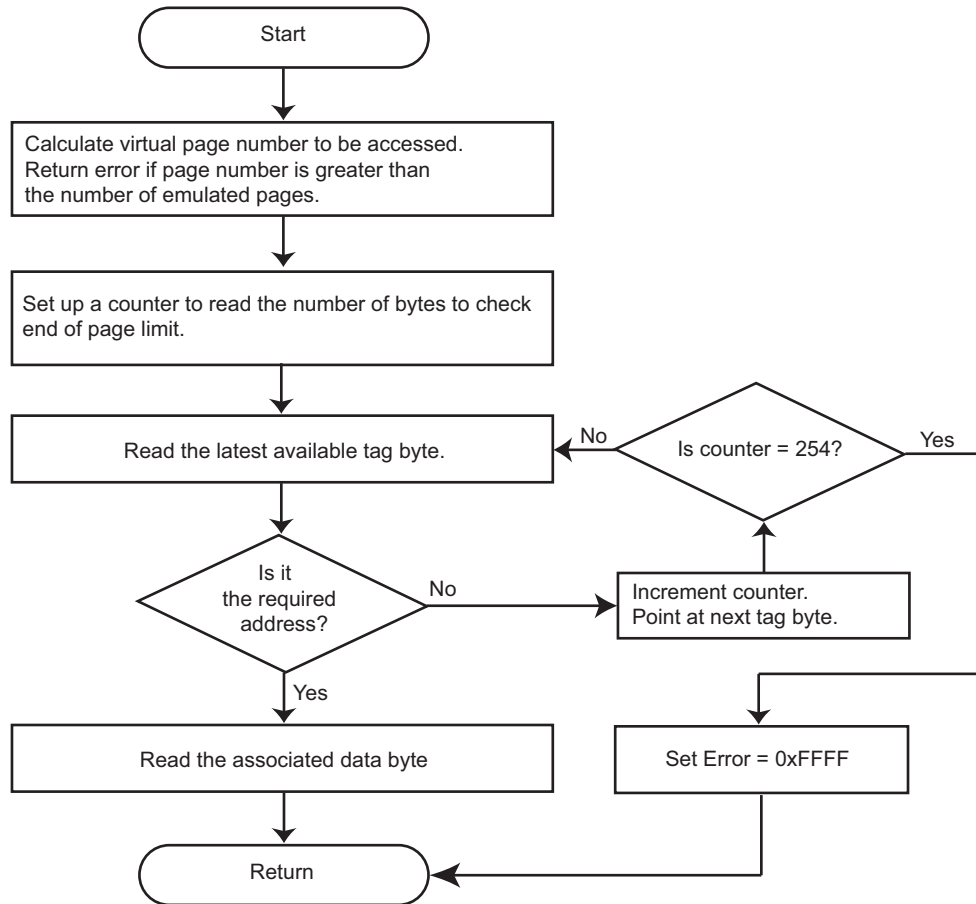 Start
Calculate virtual page number to be accessed.
Return error if page number is greater than
the number of emulated pages.
Set up a counter to read the number of bytes to check
end of page limit.
Read the latest available tag byte.
No
Is counter = 254?
Yes
Is it
the required
address?
No
Increment counter.
Point at next tag byte.
Yes
Read the associated data byte
Set Error = 0xFFFF
Return